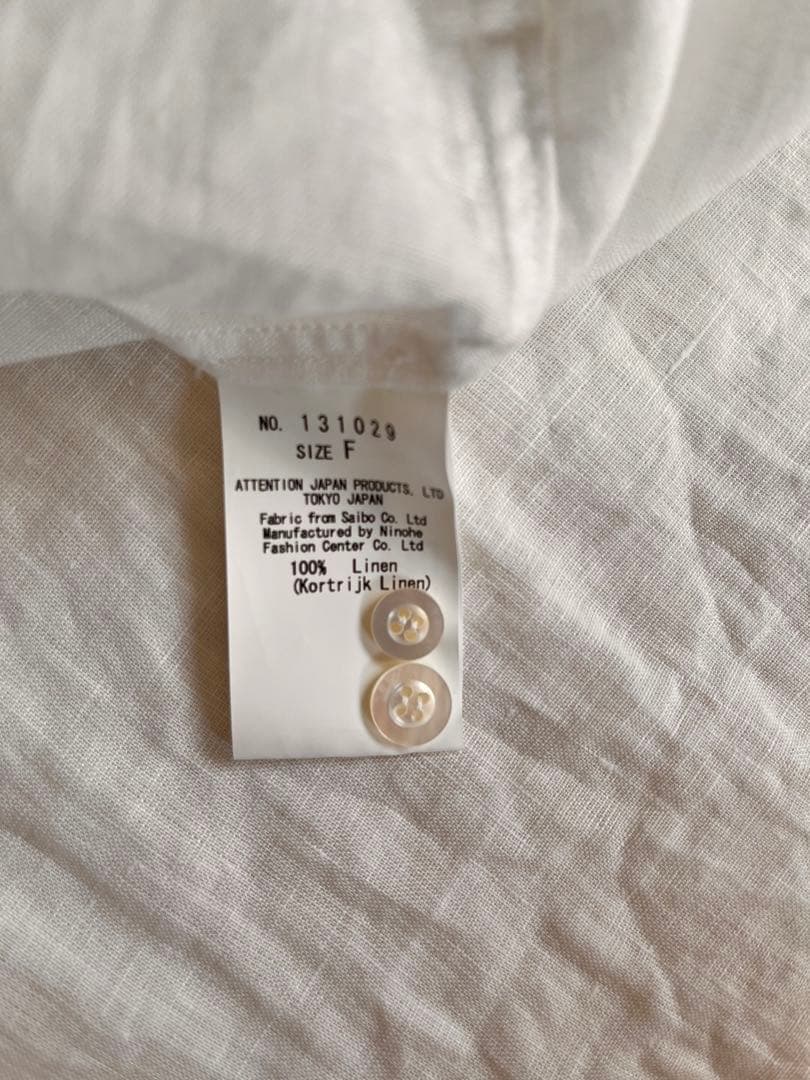 NO. 131029
SIZE F
ATTENTION JAPAN PRODUCTS, LTD
TOKYO JAPAN
Fabric from Saibo Co. Ltd
Manufactured by Ninohe
Fashion Center Co. Ltd
100% Linen
(Kortrijk Linen)